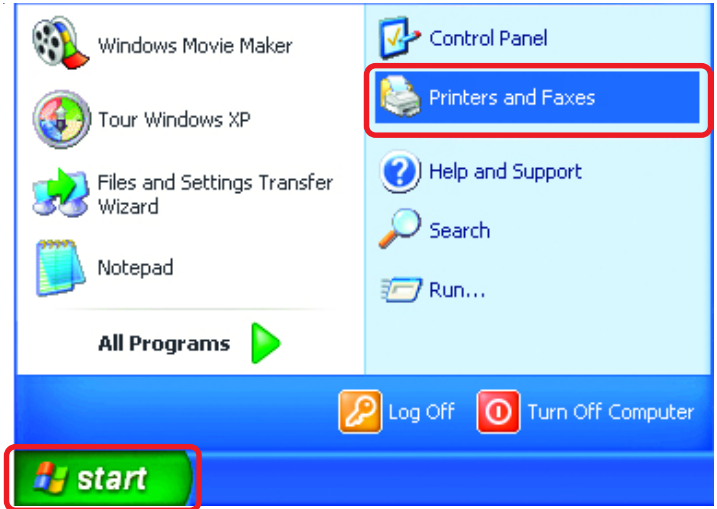 Windows Movie Maker
Tour Windows XP
Files and Settings Transfer
Wizard
Notepad
All Programs
Control Panel
Printers and Faxes
Help and Support
Search
Run...
Log Off
Turn Off Computer
start